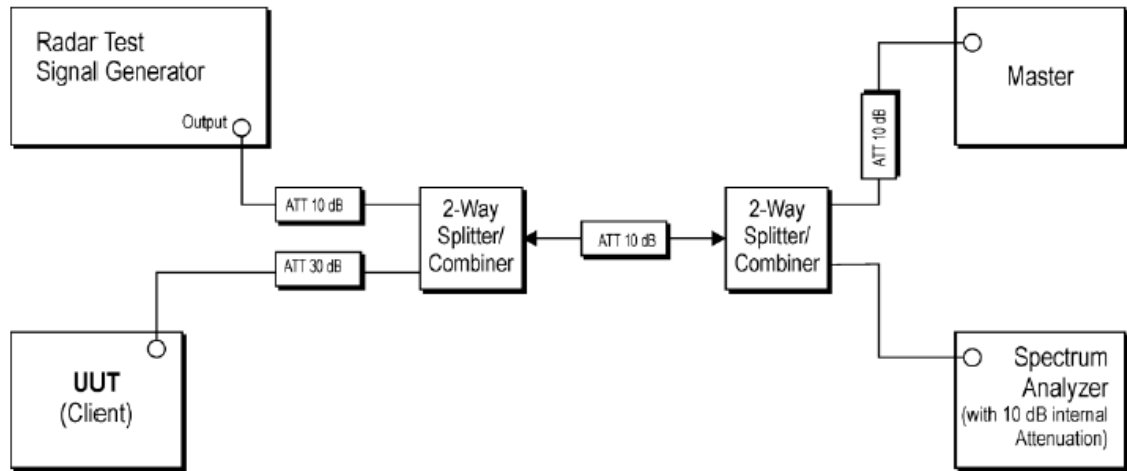 Radar Test
Signal Generator
Output
ATT 10 dB
ATT 30 dB
UUT
(Client)
2-Way
Splitter/
Combiner
ATT 10 dB
2-Way
Splitter/
Combiner
ATT 10 dB
Master
Spectrum
Analyzer
(with 10 dB internal
Attenuation)